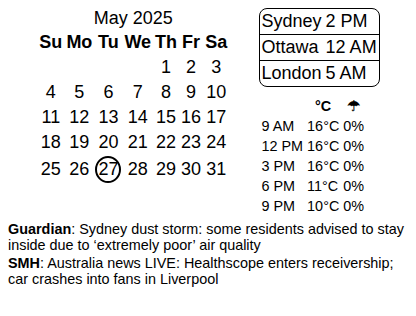 May 2025
Su Mo Tu We Th Fr Sa
1 2 3
4 5 6 7 8 9 10
11 12 13 14 15 16 17
18 19 20 21 22 23 24
25 26 27 28 29 30 31
Sydney 2 PM
Ottawa 12 AM
London 5 AM
°C ☂
9 AM 16°C 0%
12 PM 16°C 0%
3 PM 16°C 0%
6 PM 11°C 0%
9 PM 10°C 0%
Guardian: Sydney dust storm: some residents advised to stay
inside due to ‘extremely poor’ air quality
SMH: Australia news LIVE: Healthscope enters receivership;
car crashes into fans in Liverpool